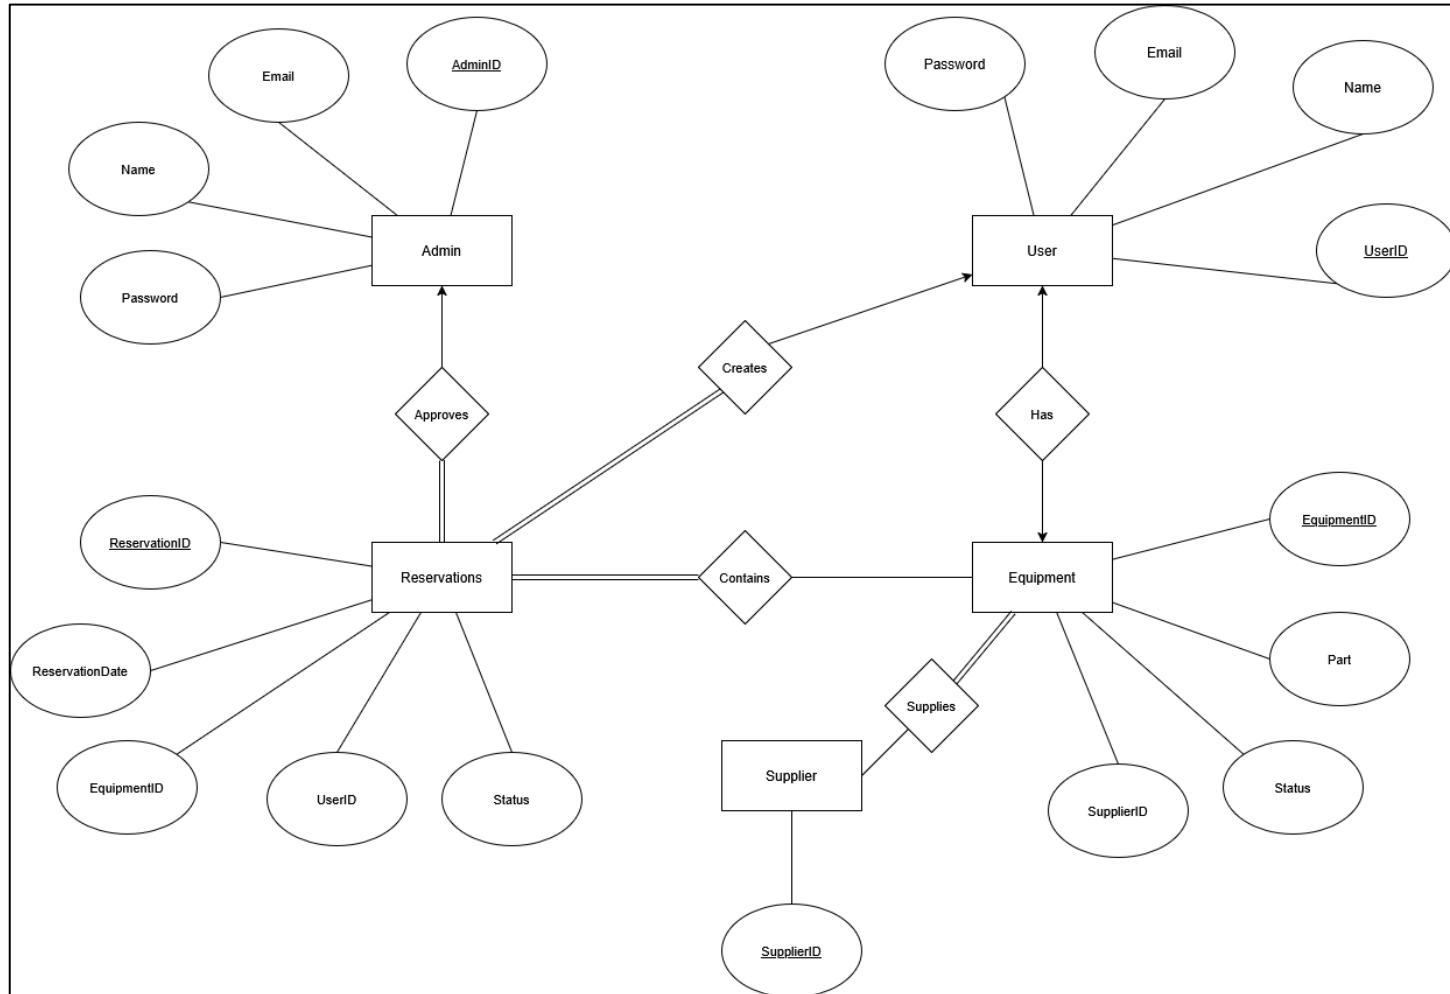 Email
AdminID
Password
Email
Name
Name
Admin
User
UserID
Password
Creates
Approves
Has
ReservationID
EquipmentID
Reservations
Contains
Equipment
ReservationDate
Part
Supplies
EquipmentID
UserID
Status
Supplier
SupplierID
Status
SupplierID